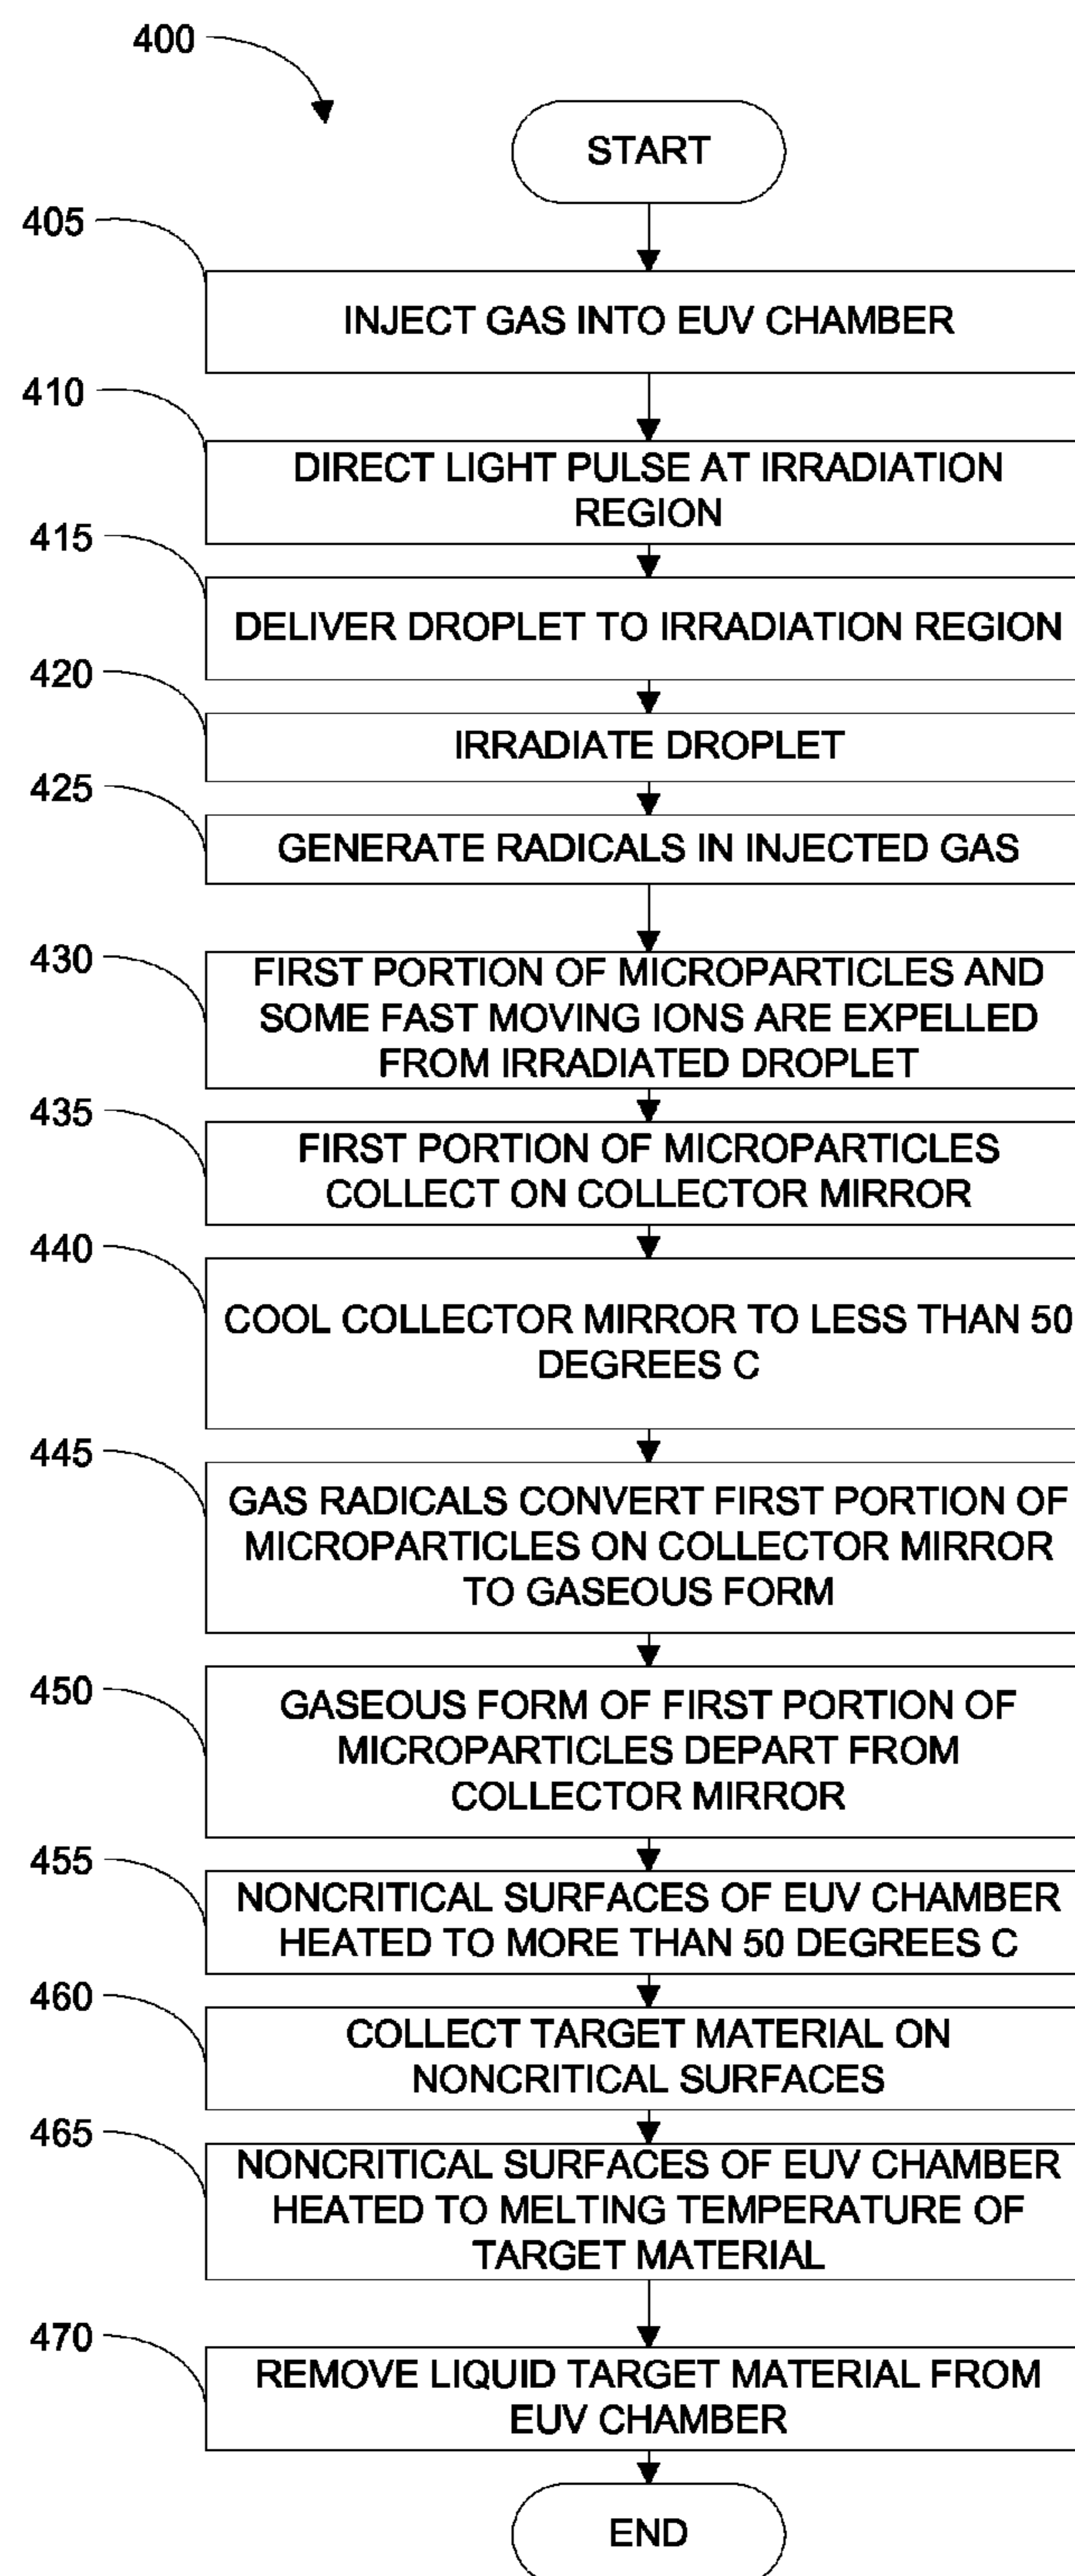 400
START
405
INJECT GAS INTO EUV CHAMBER
410
DIRECT LIGHT PULSE AT IRRADIATION
REGION
415
DELIVER DROPLET TO IRRADIATION REGION
420
IRRADIATE DROPLET
425
GENERATE RADICALS IN INJECTED GAS
430
FIRST PORTION OF MICROPARTICLES AND
SOME FAST MOVING IONS ARE EXPELLED
FROM IRRADIATED DROPLET
435
FIRST PORTION OF MICROPARTICLES
COLLECT ON COLLECTOR MIRROR
440
COOL COLLECTOR MIRROR TO LESS THAN 50
DEGREES C
445
GAS RADICALS CONVERT FIRST PORTION OF
MICROPARTICLES ON COLLECTOR MIRROR
TO GASEOUS FORM
450
GASEOUS FORM OF FIRST PORTION OF
MICROPARTICLES DEPART FROM
COLLECTOR MIRROR
455
NONCRITICAL SURFACES OF EUV CHAMBER
HEATED TO MORE THAN 50 DEGREES C
460
COLLECT TARGET MATERIAL ON
NONCRITICAL SURFACES
465
NONCRITICAL SURFACES OF EUV CHAMBER
HEATED TO MELTING TEMPERATURE OF
TARGET MATERIAL
470
REMOVE LIQUID TARGET MATERIAL FROM
EUV CHAMBER
END